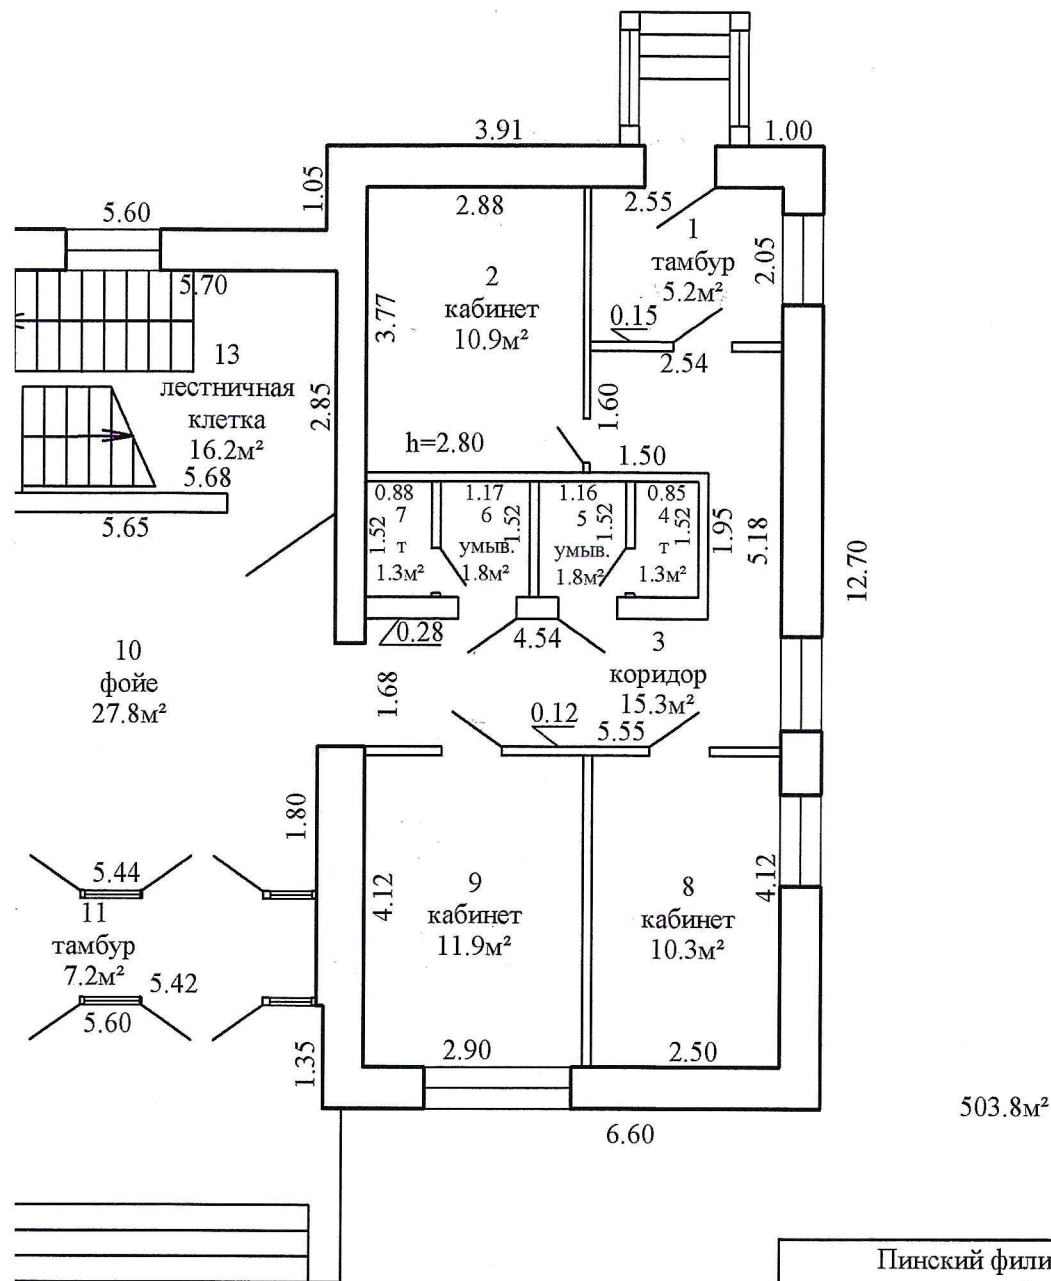 3.91
1.00
1.05
5.60
2.88
2.55
1
тамбур
5.2м²
2.05
5.70
2
кабинет
10.9м²
3.77
0.15
2.54
13
лестничная
клетка
16.2м²
5.68
2.85
1.60
h=2.80
1.50
5.65
0.88
7
т
1.52
1.3м²
1.17
6
1.52
умыв.
1.8м²
1.16
5
1.52
умыв.
1.8м²
0.85
4
1.52
т
1.3м²
1.95
5.18
12.70
0.28
4.54
3
коридор
15.3м²
10
фойе
27.8м²
1.68
0.12
5.55
1.80
5.44
11
тамбур
7.2м²
5.42
5.60
4.12
9
кабинет
11.9м²
8
кабинет
10.3м²
4.12
1.35
2.90
2.50
6.60
503.8м²
Пинский фили